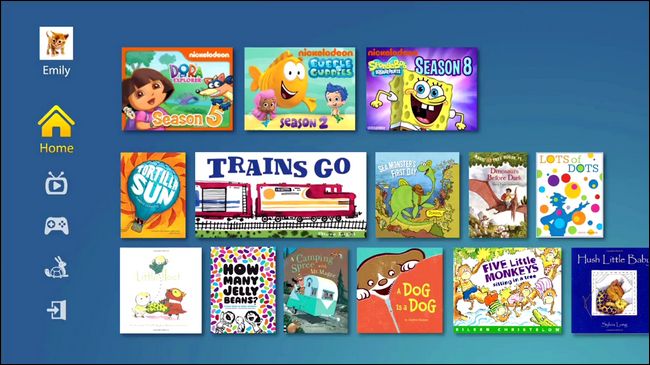 Emily
Home
nickelodeon
DORA
the
EXPLORER
Season 5
nickelodeon
BUBBLE
GUPPIES
SEASON 2
nickelodeon
SpongeBob
SQUAREPANTS
SEASON 8
TORTILLA
SUN
TRAINS GO
SEA MONSTER'S
FIRST DAY
MAGIC TREE HOUSE
Dinosaurs
Before Dark
LOTS of
DOTS
HOW MANY
JELLY
BEANS?
A Camping
Spree with
Mr. Magee
A
DOG
is a DOG
FIVE Little
MONKEYS
sitting in a tree
EILEEN CHRISTELOW
Hush Little Baby
Sylvia Long